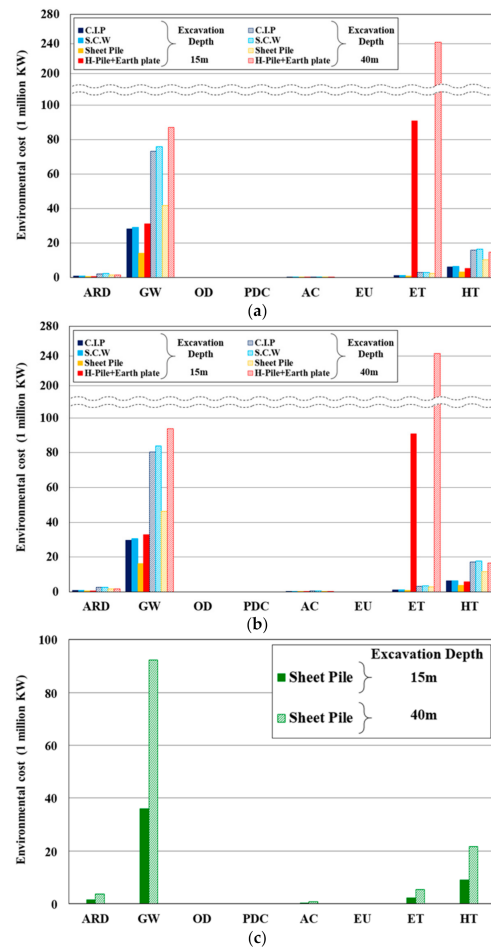 280
240
200
100
80
60
40
20
0
Environmental cost (1 million KW)
C.I.P
S.C.W
Sheet Pile
H-Pile+Earth plate
Excavation
Depth
15m
C.I.P
S.C.W
Sheet Pile
H-Pile+Earth plate
Excavation
Depth
40m
ARD GW OD PDC AC EU ET HT
(a)
280
240
200
100
80
60
40
20
0
Environmental cost (1 million KW)
C.I.P
S.C.W
Sheet Pile
H-Pile+Earth plate
Excavation
Depth
15m
C.I.P
S.C.W
Sheet Pile
H-Pile+Earth plate
Excavation
Depth
40m
ARD GW OD PDC AC EU ET HT
(b)
100
80
60
40
20
0
Environmental cost (1 million KW)
Excavation Depth
Sheet Pile 15m
Sheet Pile 40m
ARD GW OD PDC AC EU ET HT
(c)